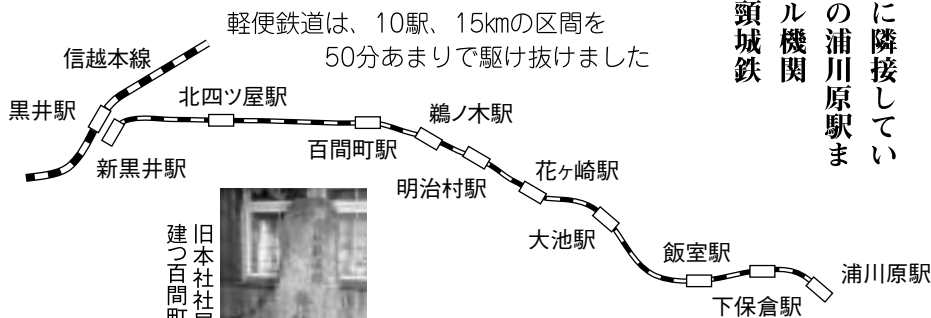 に隣接してい
の浦川原駅ま
ル機関
頸城鉄
軽便鉄道は、10駅、15kmの区間を
50分あまりで駆け抜けました
信越本線
黒井駅
新黒井駅
北四ツ屋駅
百間町駅
鵜ノ木駅
明治村駅
花ヶ崎駅
大池駅
飯室駅
下保倉駅
浦川原駅
旧本社社屋
建つ百間町